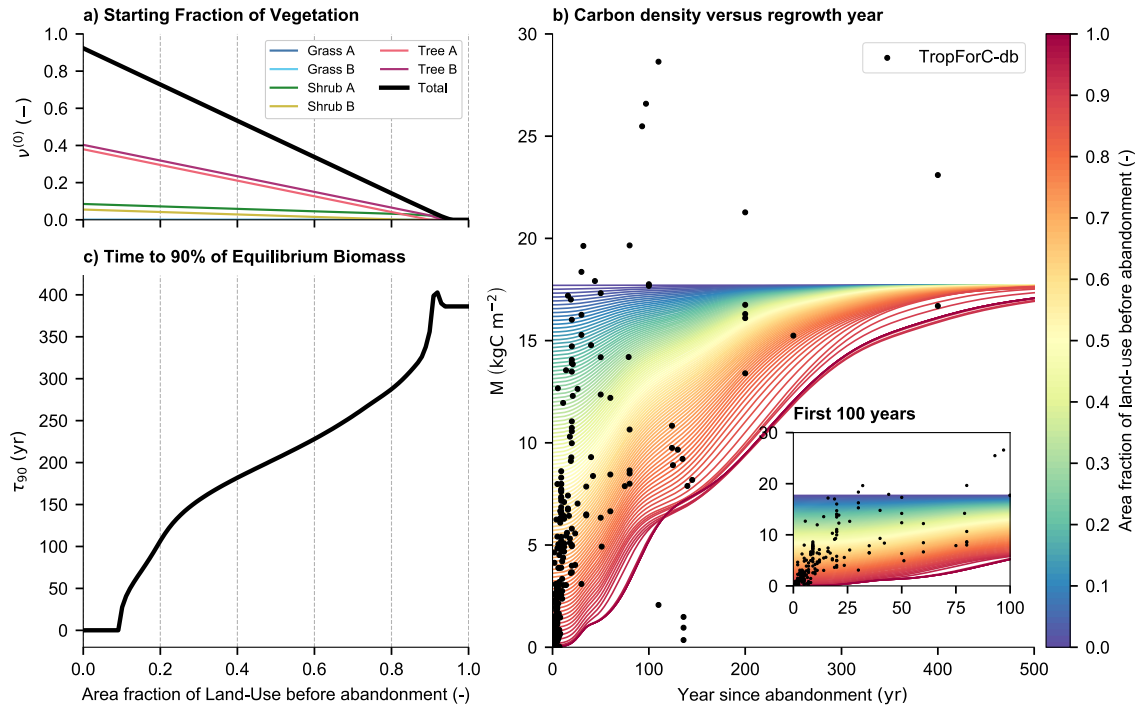 a) Starting Fraction of Vegetation
1.0
0.8
0.6
0.4
0.2
0.0
ν(0) (−)
Grass A
Grass B
Shrub A
Shrub B
Tree A
Tree B
Total
c) Time to 90% of Equilibrium Biomass
400
350
300
250
200
150
100
50
0
τ90 (yr)
0.0 0.2 0.4 0.6 0.8 1.0
Area fraction of Land-Use before abandonment (-)
b) Carbon density versus regrowth year
TropForC-db
30
25
20
15
10
5
0
M (kgC m−2)
First 100 years
30
20
10
0
0 25 50 75 100
0 100 200 300 400 500
Year since abandonment (yr)
1.0
0.9
0.8
0.7
0.6
0.5
0.4
0.3
0.2
0.1
0.0
Area fraction of land-use before abandonment (-)